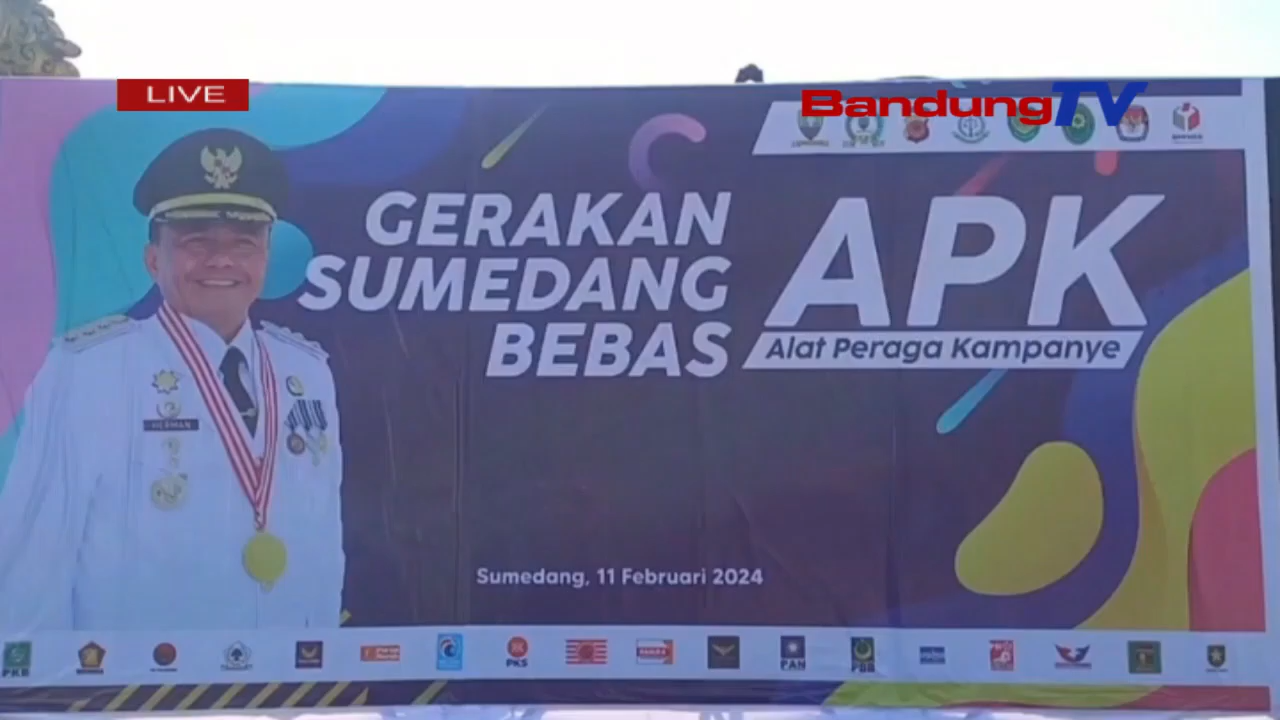 LIVE
BandungTV
GERAKAN
SUMEDANG
BEBAS
APK
Alat Peraga Kampanye
HERMAN
Sumedang, 11 Februari 2024
PKB
PKS
PAN
PBB